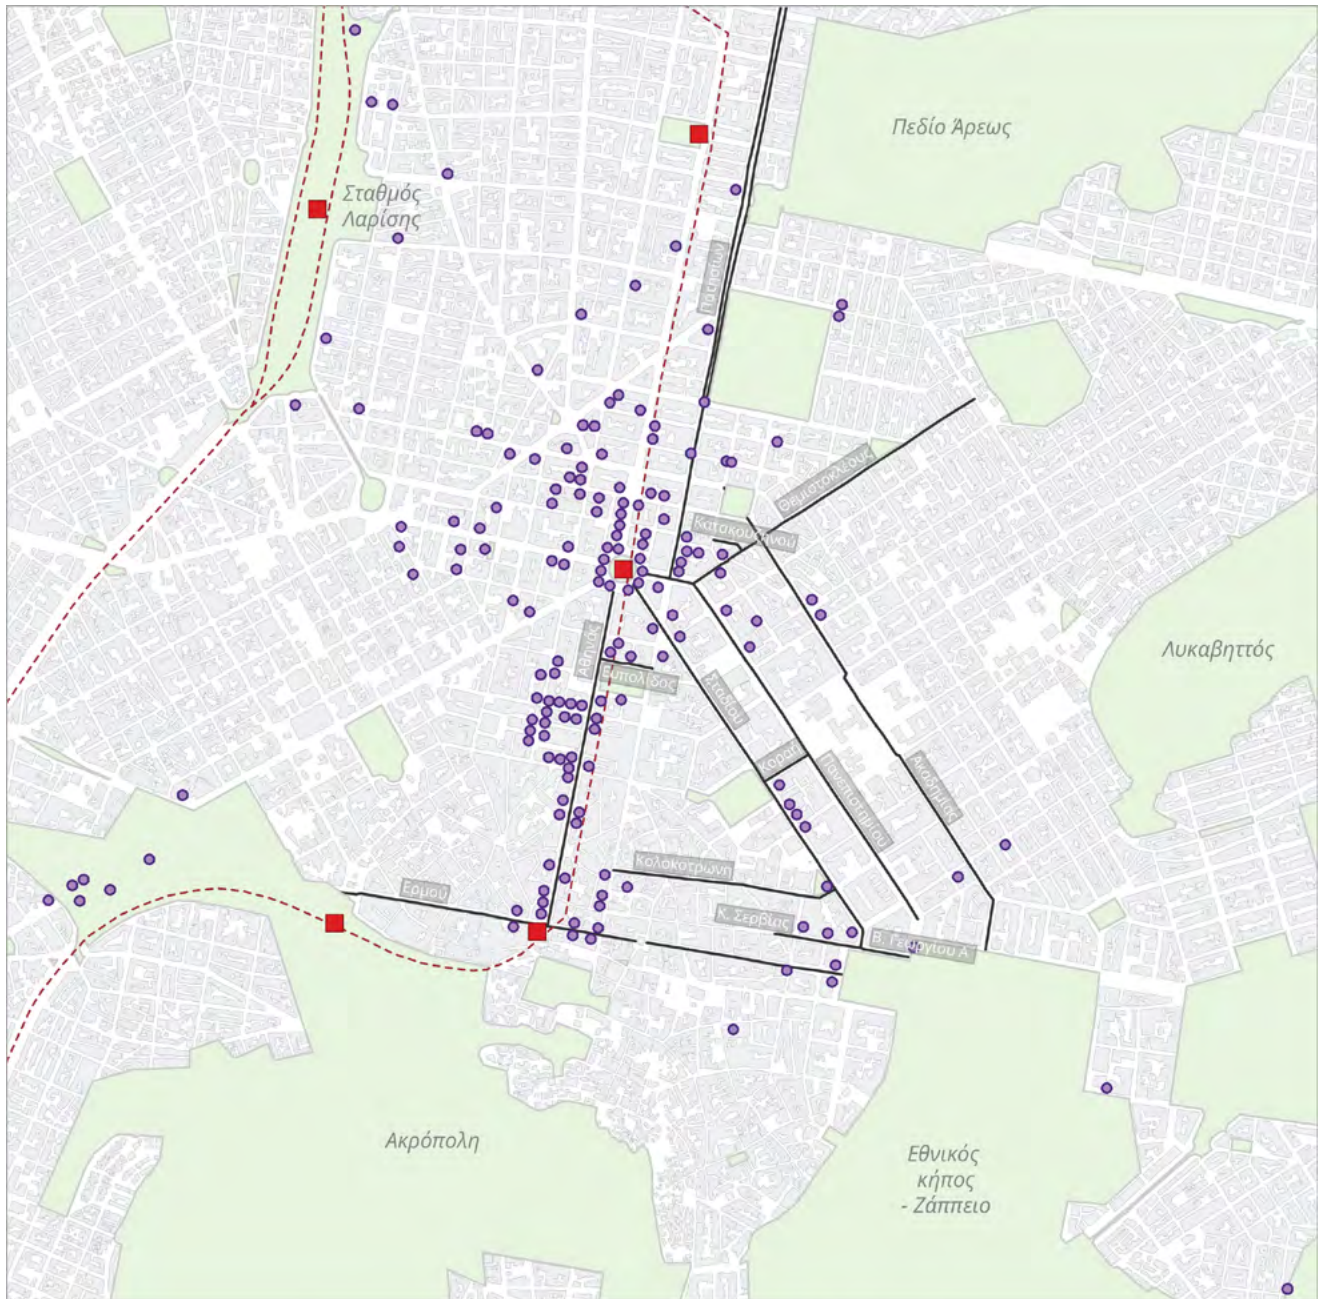 Πεδίο Άρεως
Σταθμός
Λαρίσης
Πατησίων
Θεμιστοκλέους
Κατακουζηνού
Λυκαβηττός
Αθηνάς
Ευπολίδος
Σταδίου
Κοραή
Πανεπιστημίου
Ακαδημίας
Κολοκοτρώνη
Ερμού
Κ. Σερβίας
Β. Γεωργίου Α
Ακρόπολη
Εθνικός
κήπος
- Ζάππειο